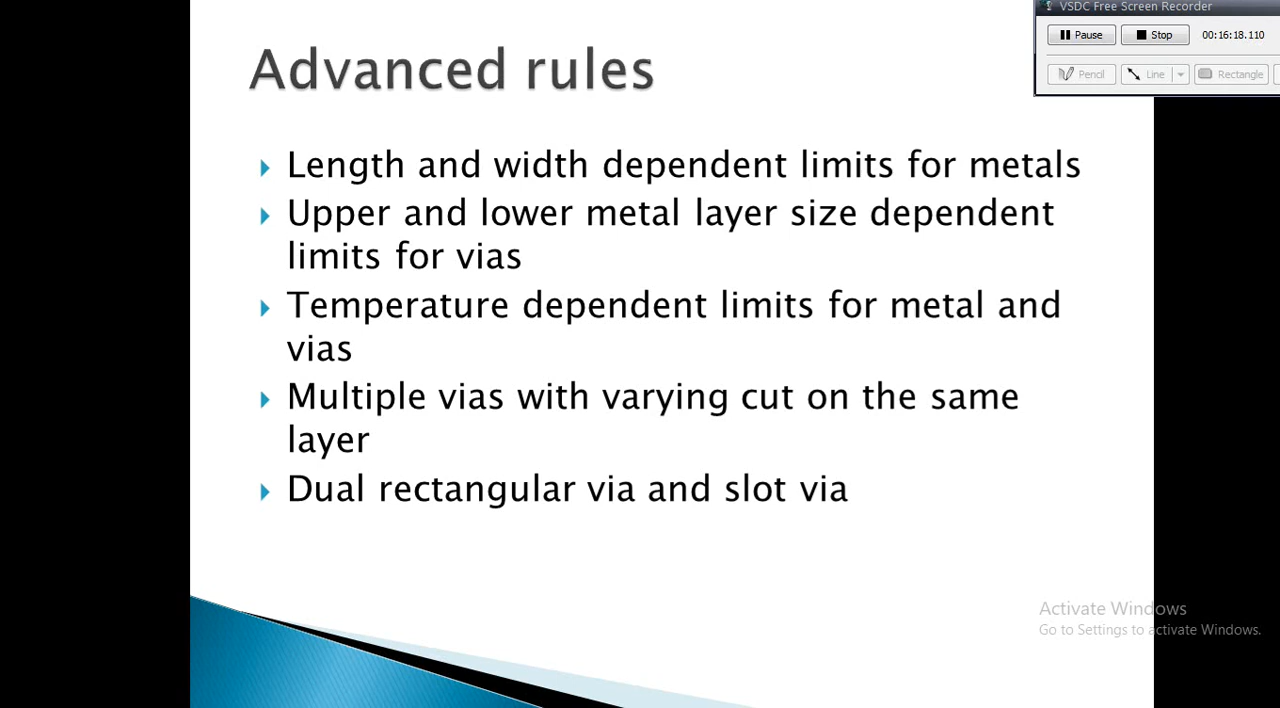 VSDC Free Screen Recorder
Pause
Stop
00:16:18.110
Pencil
Line
Rectangle
Advanced rules
Length and width dependent limits for metals
Upper and lower metal layer size dependent
limits for vias
Temperature dependent limits for metal and
vias
Multiple vias with varying cut on the same
layer
Dual rectangular via and slot via
Activate Windows
Go to Settings to activate Windows.